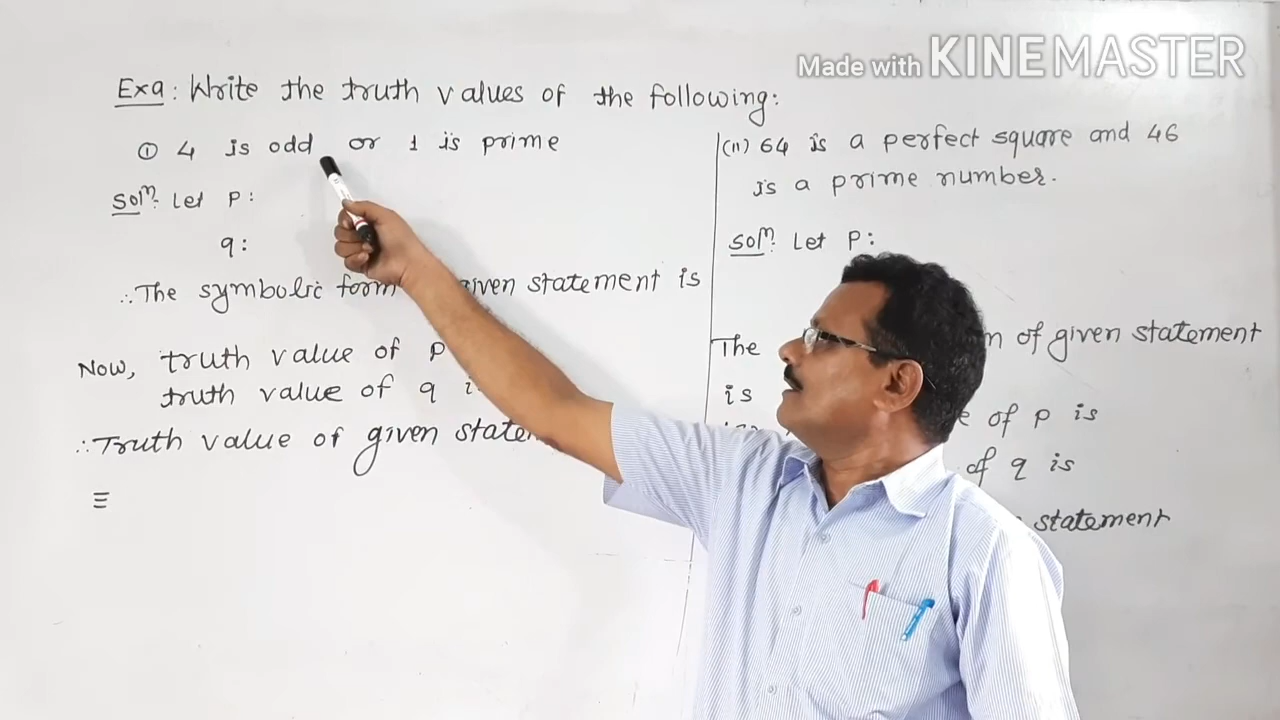 Made with KINEMASTER
Exa: Write the truth values of the following:
① 4 is odd or 1 is prime
Solⁿ: Let P:
q:
∴ The symbolic form given statement is
Now, truth value of P
truth value of q
∴ Truth value of given
≡
(II) 64 is a perfect square and 46
is a prime number.
Solⁿ: Let P:
The of given statement
is
of P is
of q is
statement